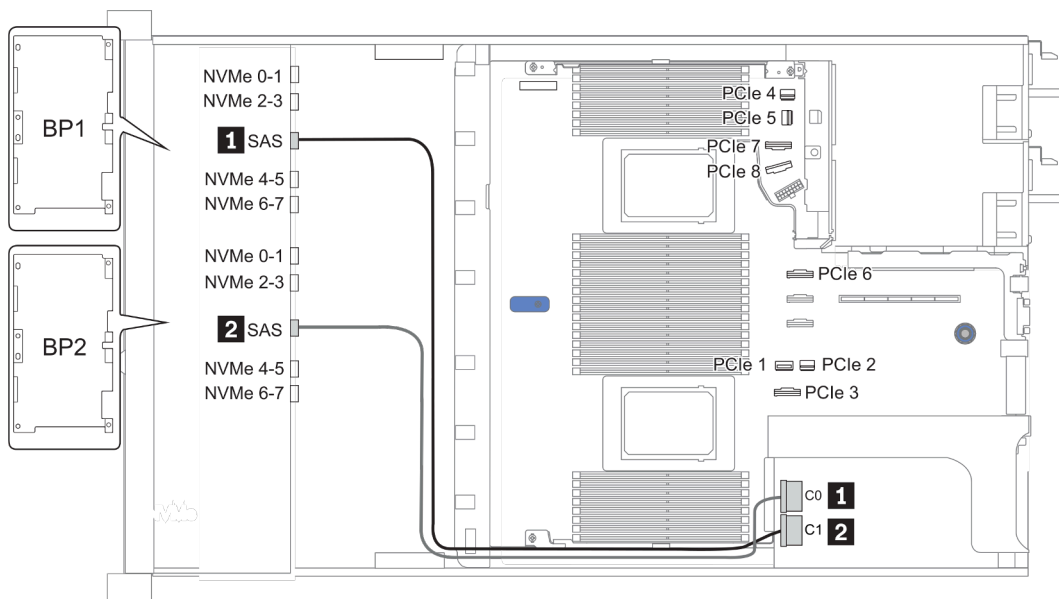 BP1
NVMe 0-1
NVMe 2-3
1 SAS
NVMe 4-5
NVMe 6-7
BP2
NVMe 0-1
NVMe 2-3
2 SAS
NVMe 4-5
NVMe 6-7
PCIe 4
PCIe 5
PCIe 7
PCIe 8
PCIe 6
PCIe 1
PCIe 2
PCIe 3
C0 1
C1 2